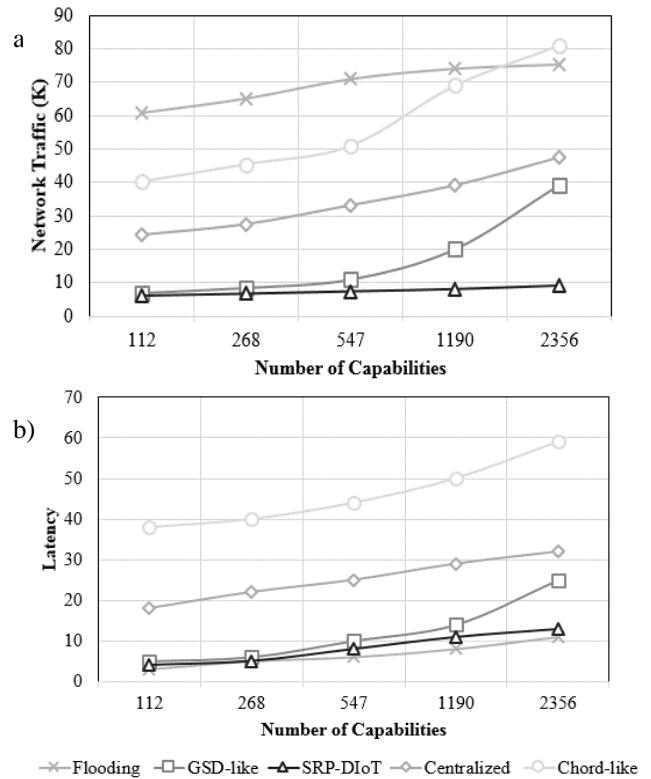 a
90
80
70
60
50
40
30
20
10
0
Network Traffic (K)
112 268 547 1190 2356
Number of Capabilities
b)
70
60
50
40
30
20
10
0
Latency
112 268 547 1190 2356
Number of Capabilities
Flooding GSD-like SRP-DIoT Centralized Chord-like